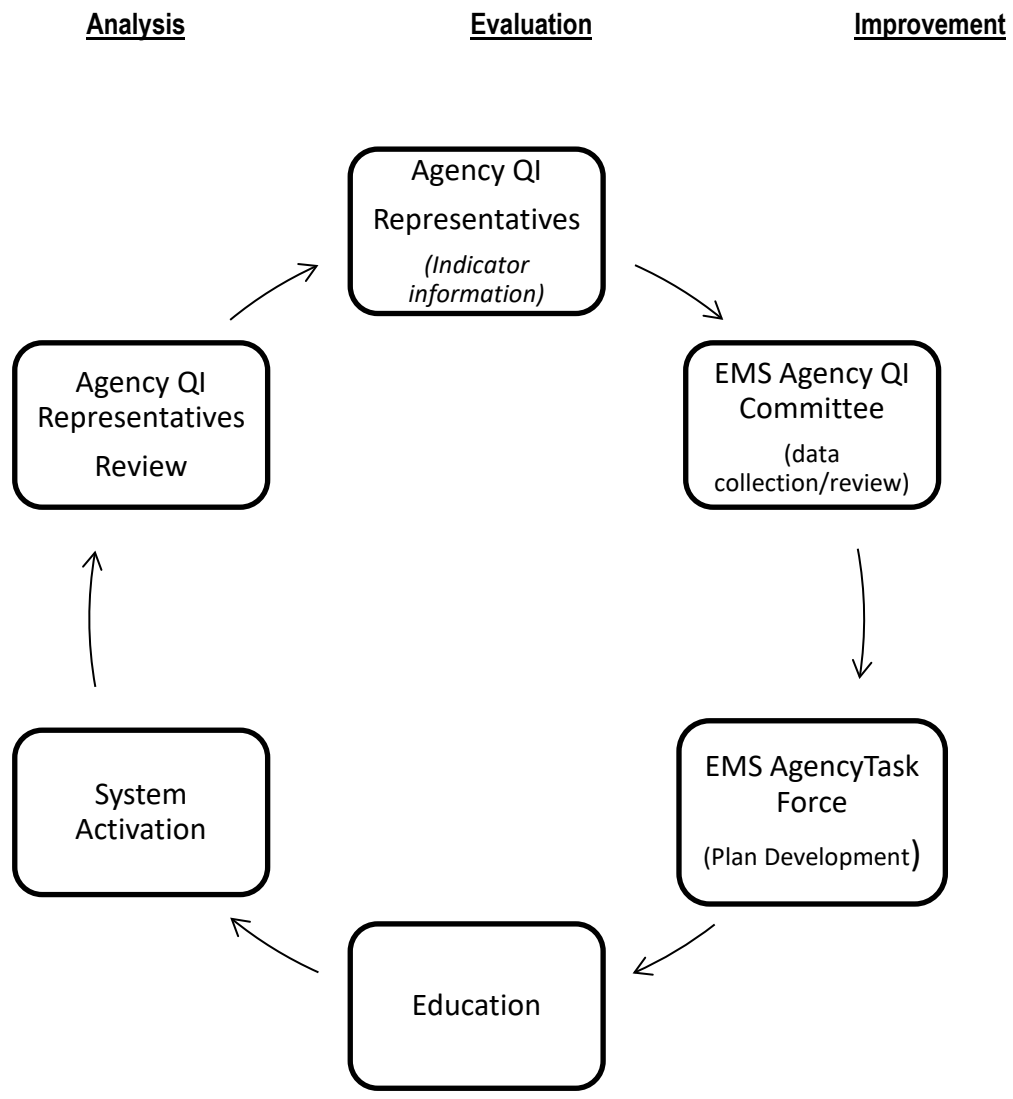 Analysis
Evaluation
Improvement
Agency QI
Representatives
(Indicator
information)
EMS Agency QI
Committee
(data
collection/review)
EMS AgencyTask
Force
(Plan Development)
Education
System
Activation
Agency QI
Representatives
Review